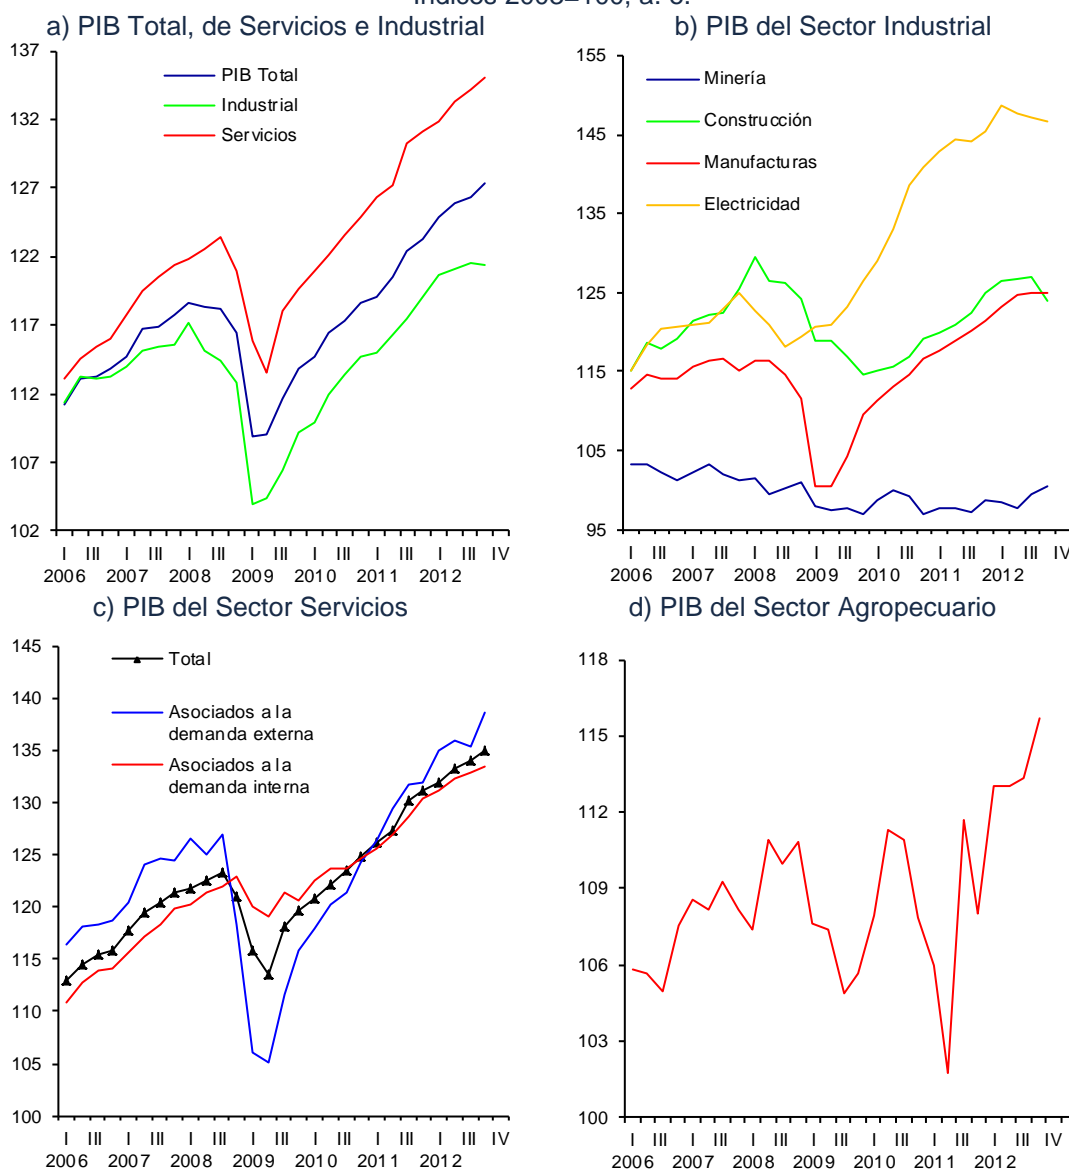 a) PIB Total, de Servicios e Industrial
137
132
127
122
117
112
107
102
PIB Total
Industrial
Servicios
I III I III I III I III I III I III I III IV
2006 2007 2008 2009 2010 2011 2012
b) PIB del Sector Industrial
155
145
135
125
115
105
95
Minería
Construcción
Manufacturas
Electricidad
I III I III I III I III I III I III I III IV
2006 2007 2008 2009 2010 2011 2012
c) PIB del Sector Servicios
145
140
135
130
125
120
115
110
105
100
Total
Asociados a la
demanda externa
Asociados a la
demanda interna
I III I III I III I III I III I III I III IV
2006 2007 2008 2009 2010 2011 2012
d) PIB del Sector Agropecuario
118
115
112
109
106
103
100
I III I III I III I III I III I III I III IV
2006 2007 2008 2009 2010 2011 2012